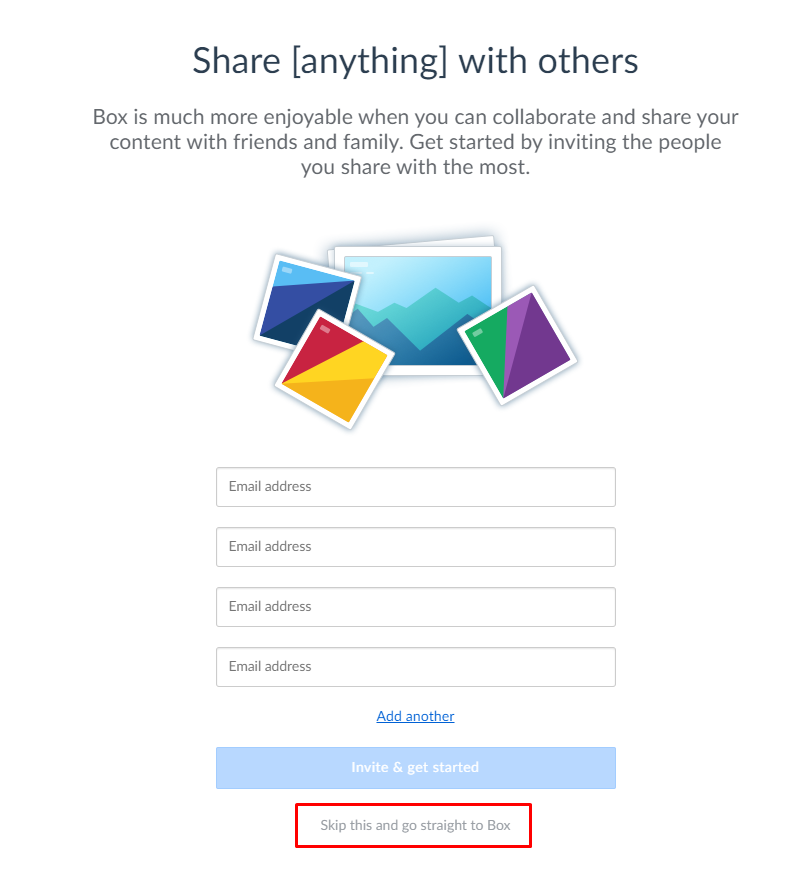 Share [anything] with others
Box is much more enjoyable when you can collaborate and share your
content with friends and family. Get started by inviting the people
you share with the most.
Email address
Email address
Email address
Email address
Add another
Invite & get started
Skip this and go straight to Box